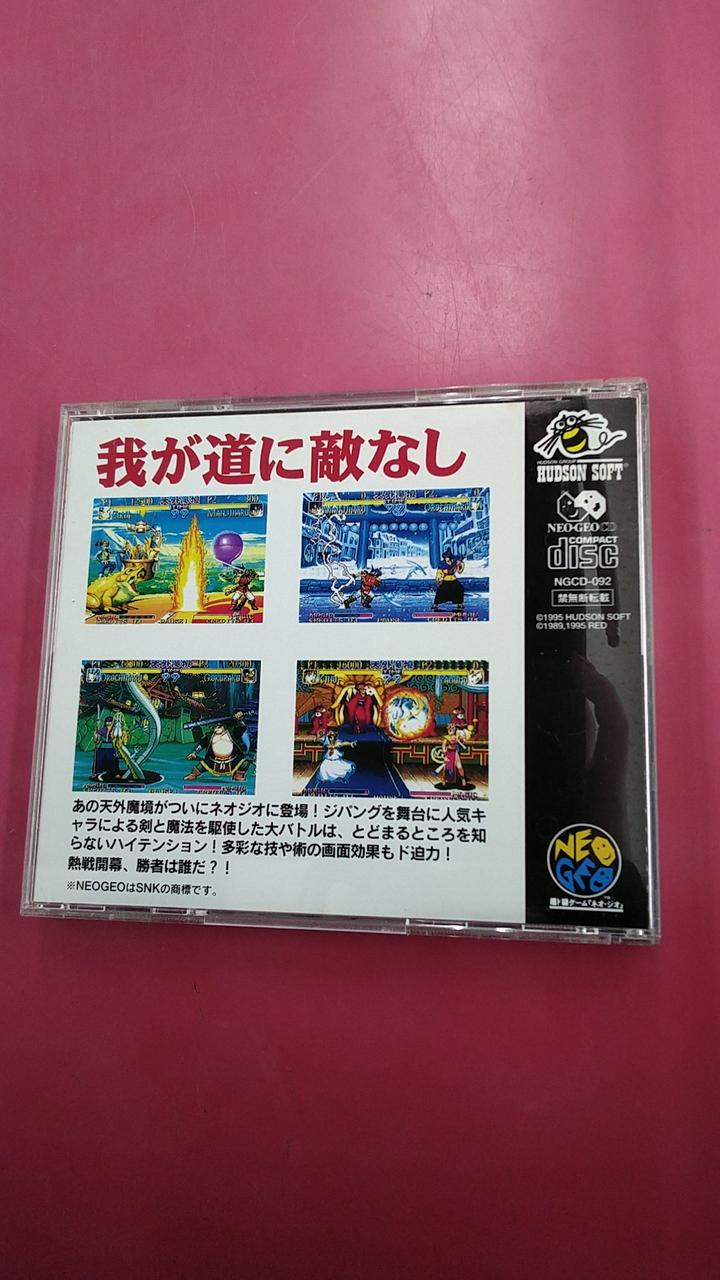 我が道に敵なし
あの天外魔境がついにネオジオに登場！ジパングを舞台に人気キ
ャラによる剣と魔法を駆使した大バトルは、とどまるところを知
らないハイテンション！多彩な技や術の画面効果もド迫力！
熱戦開幕、勝者は誰だ？！
※NEOGEOはSNKの商標です。
HUDSON GROUP
HUDSON SOFT
NEO・GEO CD
COMPACT
disc
NGCD-092
禁無断転載
©1995 HUDSON SOFT
©1989,1995 RED
NEO
GEO